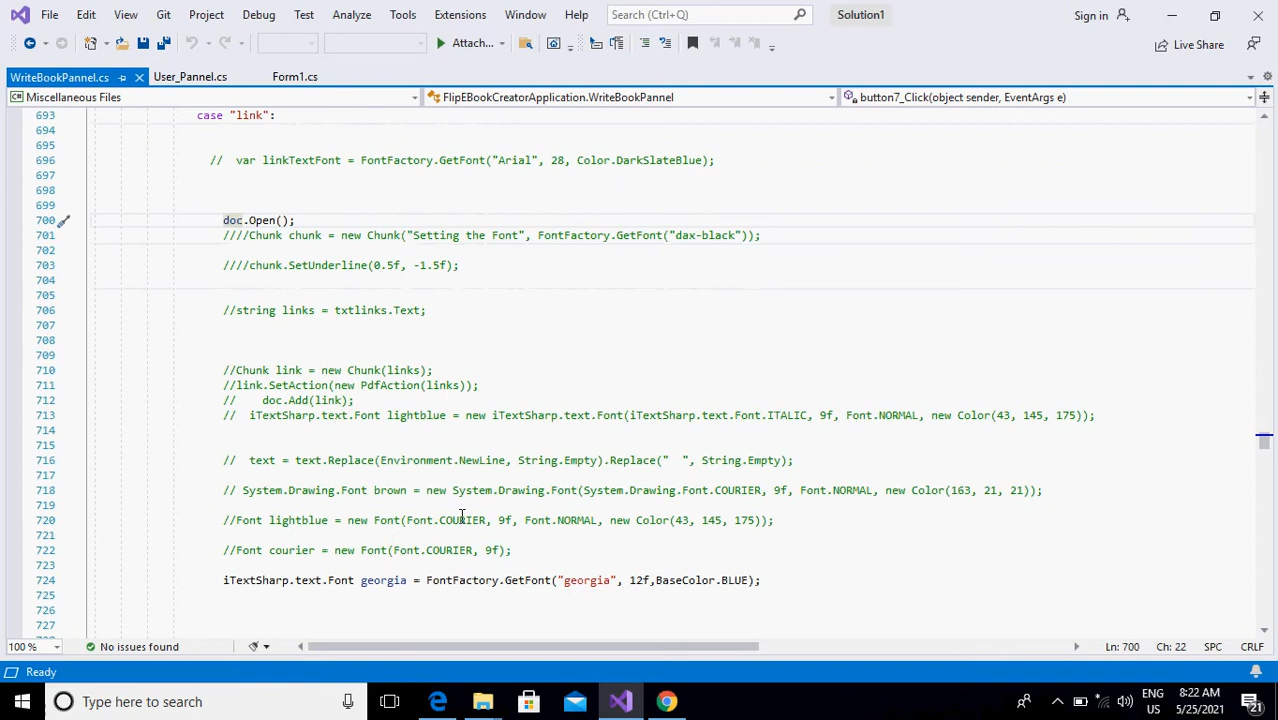 File Edit View Git Project Debug Test Analyze Tools Extensions Window Help Search (Ctrl+Q) Solution1 Sign in
Attach... Live Share
WriteBookPannel.cs User_Pannel.cs Form1.cs
Miscellaneous Files FlipEBookCreatorApplication.WriteBookPannel button7_Click(object sender, EventArgs e)
693 case "link":
694
695
696 //  var linkTextFont = FontFactory.GetFont("Arial", 28, Color.DarkSlateBlue);
697
698
699
700 doc.Open();
701 ////Chunk chunk = new Chunk("Setting the Font", FontFactory.GetFont("dax-black"));
702
703 ////chunk.SetUnderline(0.5f, -1.5f);
704
705
706 //string links = txtlinks.Text;
707
708
709
710 //Chunk link = new Chunk(links);
711 //link.SetAction(new PdfAction(links));
712 //    doc.Add(link);
713 //  iTextSharp.text.Font lightblue = new iTextSharp.text.Font(iTextSharp.text.Font.ITALIC, 9f, Font.NORMAL, new Color(43, 145, 175));
714
715
716 //  text = text.Replace(Environment.NewLine, String.Empty).Replace("  ", String.Empty);
717
718 // System.Drawing.Font brown = new System.Drawing.Font(System.Drawing.Font.COURIER, 9f, Font.NORMAL, new Color(163, 21, 21));
719
720 //Font lightblue = new Font(Font.COURIER, 9f, Font.NORMAL, new Color(43, 145, 175));
721
722 //Font courier = new Font(Font.COURIER, 9f);
723
724 iTextSharp.text.Font georgia = FontFactory.GetFont("georgia", 12f,BaseColor.BLUE);
725
726
727
100 % No issues found Ln: 700 Ch: 22 SPC CRLF
Ready
Type here to search ENG US 8:22 AM 5/25/2021 21